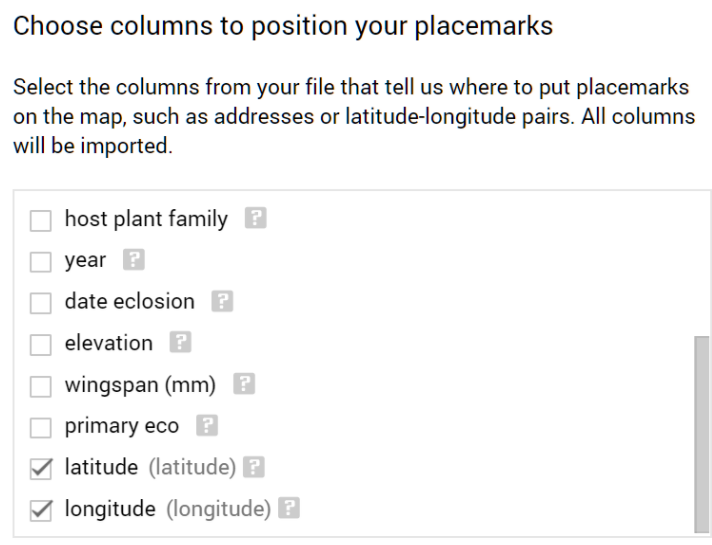 Choose columns to position your placemarks
Select the columns from your file that tell us where to put placemarks
on the map, such as addresses or latitude-longitude pairs. All columns
will be imported.
host plant family ?
year ?
date eclosion ?
elevation ?
wingspan (mm) ?
primary eco ?
latitude (latitude) ?
longitude (longitude) ?